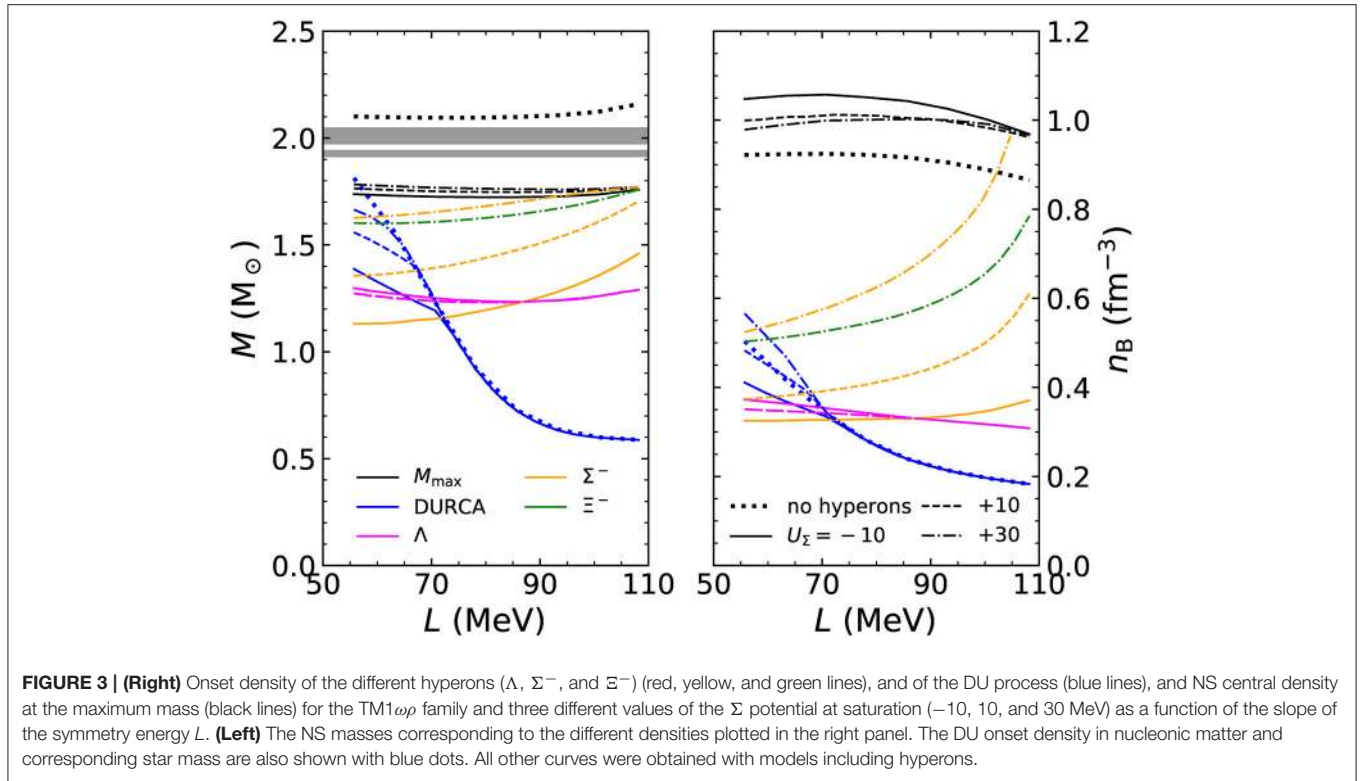 2.5
2.0
1.5
1.0
0.5
0.0
M (M⊙)
M_max
DURCA
Λ
Σ⁻
Ξ⁻
50 70 90 110
L (MeV)
1.2
1.0
0.8
0.6
0.4
0.2
0.0
n_B (fm⁻³)
no hyperons
U_Σ = −10
+10
+30
50 70 90 110
L (MeV)
FIGURE 3 | (Right) Onset density of the different hyperons (Λ, Σ⁻, and Ξ⁻) (red, yellow, and green lines), and of the DU process (blue lines), and NS central density
at the maximum mass (black lines) for the TM1ωρ family and three different values of the Σ potential at saturation (−10, 10, and 30 MeV) as a function of the slope of
the symmetry energy L. (Left) The NS masses corresponding to the different densities plotted in the right panel. The DU onset density in nucleonic matter and
corresponding star mass are also shown with blue dots. All other curves were obtained with models including hyperons.